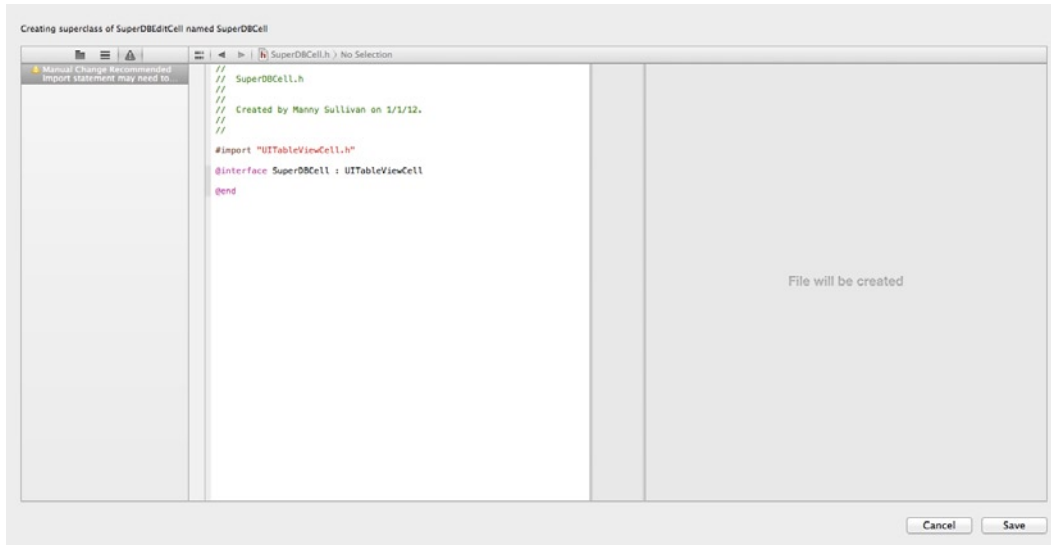 Creating superclass of SuperDBEditCell named SuperDBCell
SuperDBCell.h > No Selection
Manual Change Recommended
Import statement may need to...
//
// SuperDBCell.h
//
//
// Created by Manny Sullivan on 1/1/12.
//
//
#import "UITableViewCell.h"
@interface SuperDBCell : UITableViewCell
@end
File will be created
Cancel
Save